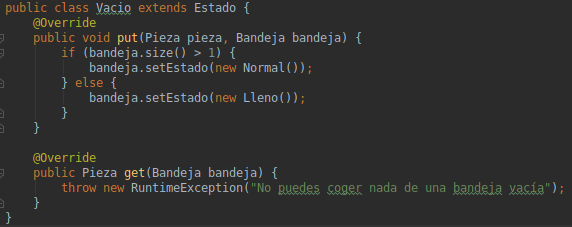 public class Vacio extends Estado {
    @Override
    public void put(Pieza pieza, Bandeja bandeja) {
        if (bandeja.size() > 1) {
            bandeja.setEstado(new Normal());
        } else {
            bandeja.setEstado(new Lleno());
        }
    }

    @Override
    public Pieza get(Bandeja bandeja) {
        throw new RuntimeException("No puedes coger nada de una bandeja vacía");
    }
}